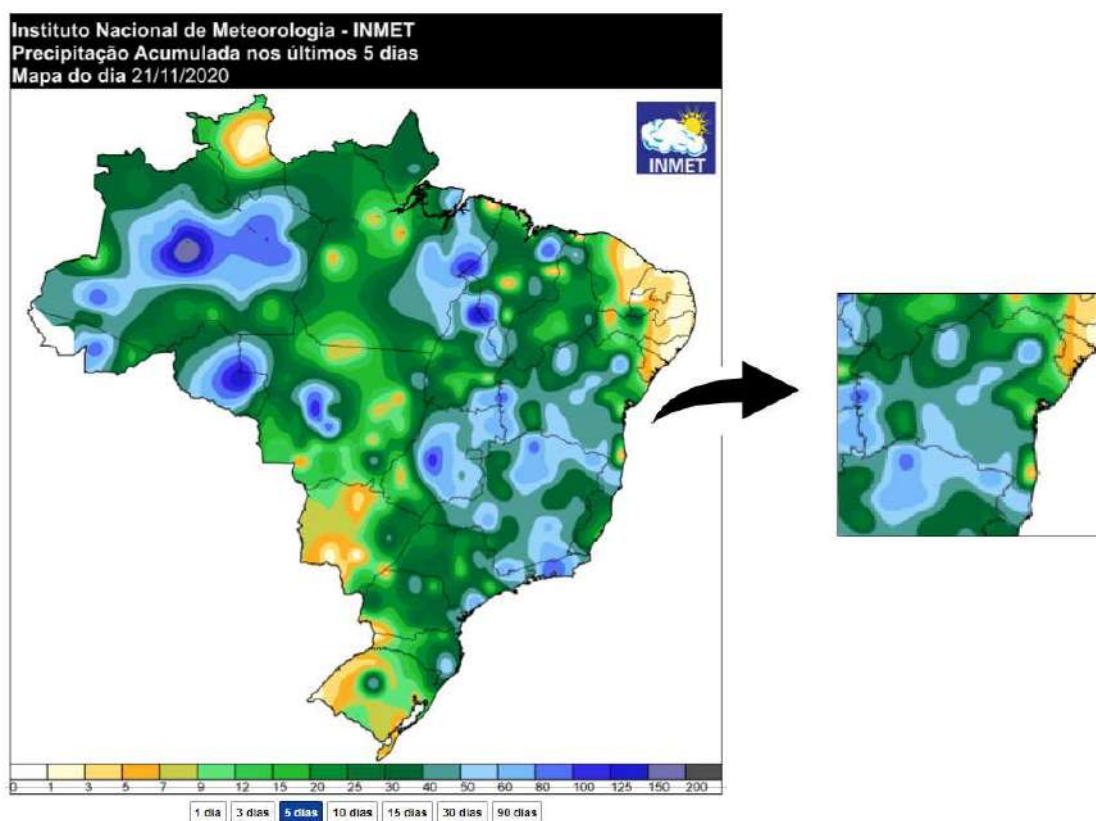 Instituto Nacional de Meteorologia - INMET
Precipitação Acumulada nos últimos 5 dias
Mapa do dia 21/11/2020
INMET
0 1 3 5 7 9 12 15 20 25 30 40 50 60 80 100 125 150 200
1 dia 3 dias 5 dias 10 dias 15 dias 30 dias 90 dias